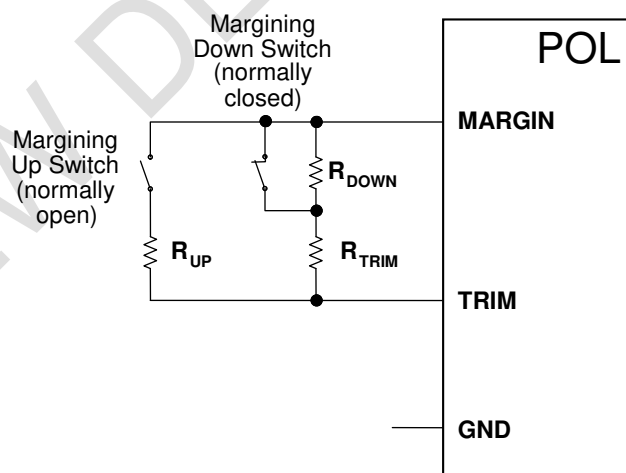 Margining
Down Switch
(normally
closed)
POL
MARGIN
Margining
Up Switch
(normally
open)
RDOWN
RUP
RTRIM
TRIM
GND